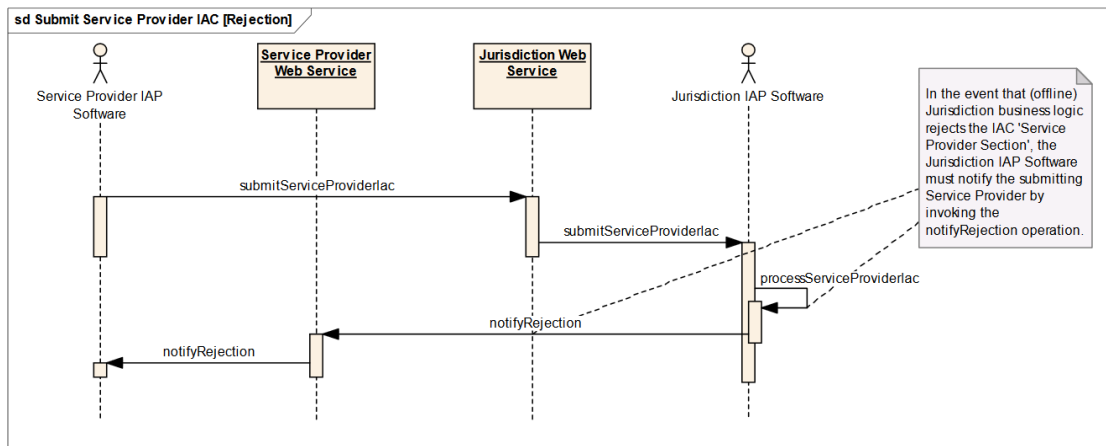 sd Submit Service Provider IAC [Rejection]
Service Provider IAP
Software
Service Provider
Web Service
Jurisdiction Web
Service
Jurisdiction IAP Software
In the event that (offline)
Jurisdiction business logic
rejects the IAC 'Service
Provider Section', the
Jurisdiction IAP Software
must notify the submitting
Service Provider by
invoking the
notifyRejection operation.
submitServiceProviderIac
submitServiceProviderIac
processServiceProviderIac
notifyRejection
notifyRejection